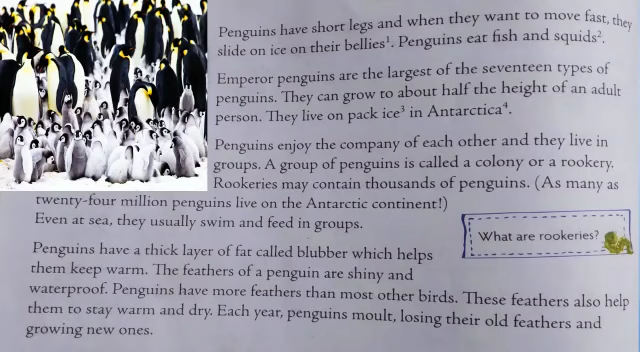 Penguins have short legs and when they want to move fast, they
slide on ice on their bellies¹. Penguins eat fish and squids².
Emperor penguins are the largest of the seventeen types of
penguins. They can grow to about half the height of an adult
person. They live on pack ice³ in Antarctica⁴.
Penguins enjoy the company of each other and they live in
groups. A group of penguins is called a colony or a rookery.
Rookeries may contain thousands of penguins. (As many as
twenty-four million penguins live on the Antarctic continent!)
Even at sea, they usually swim and feed in groups.
What are rookeries?
Penguins have a thick layer of fat called blubber which helps
them keep warm. The feathers of a penguin are shiny and
waterproof. Penguins have more feathers than most other birds. These feathers also help
them to stay warm and dry. Each year, penguins moult, losing their old feathers and
growing new ones.